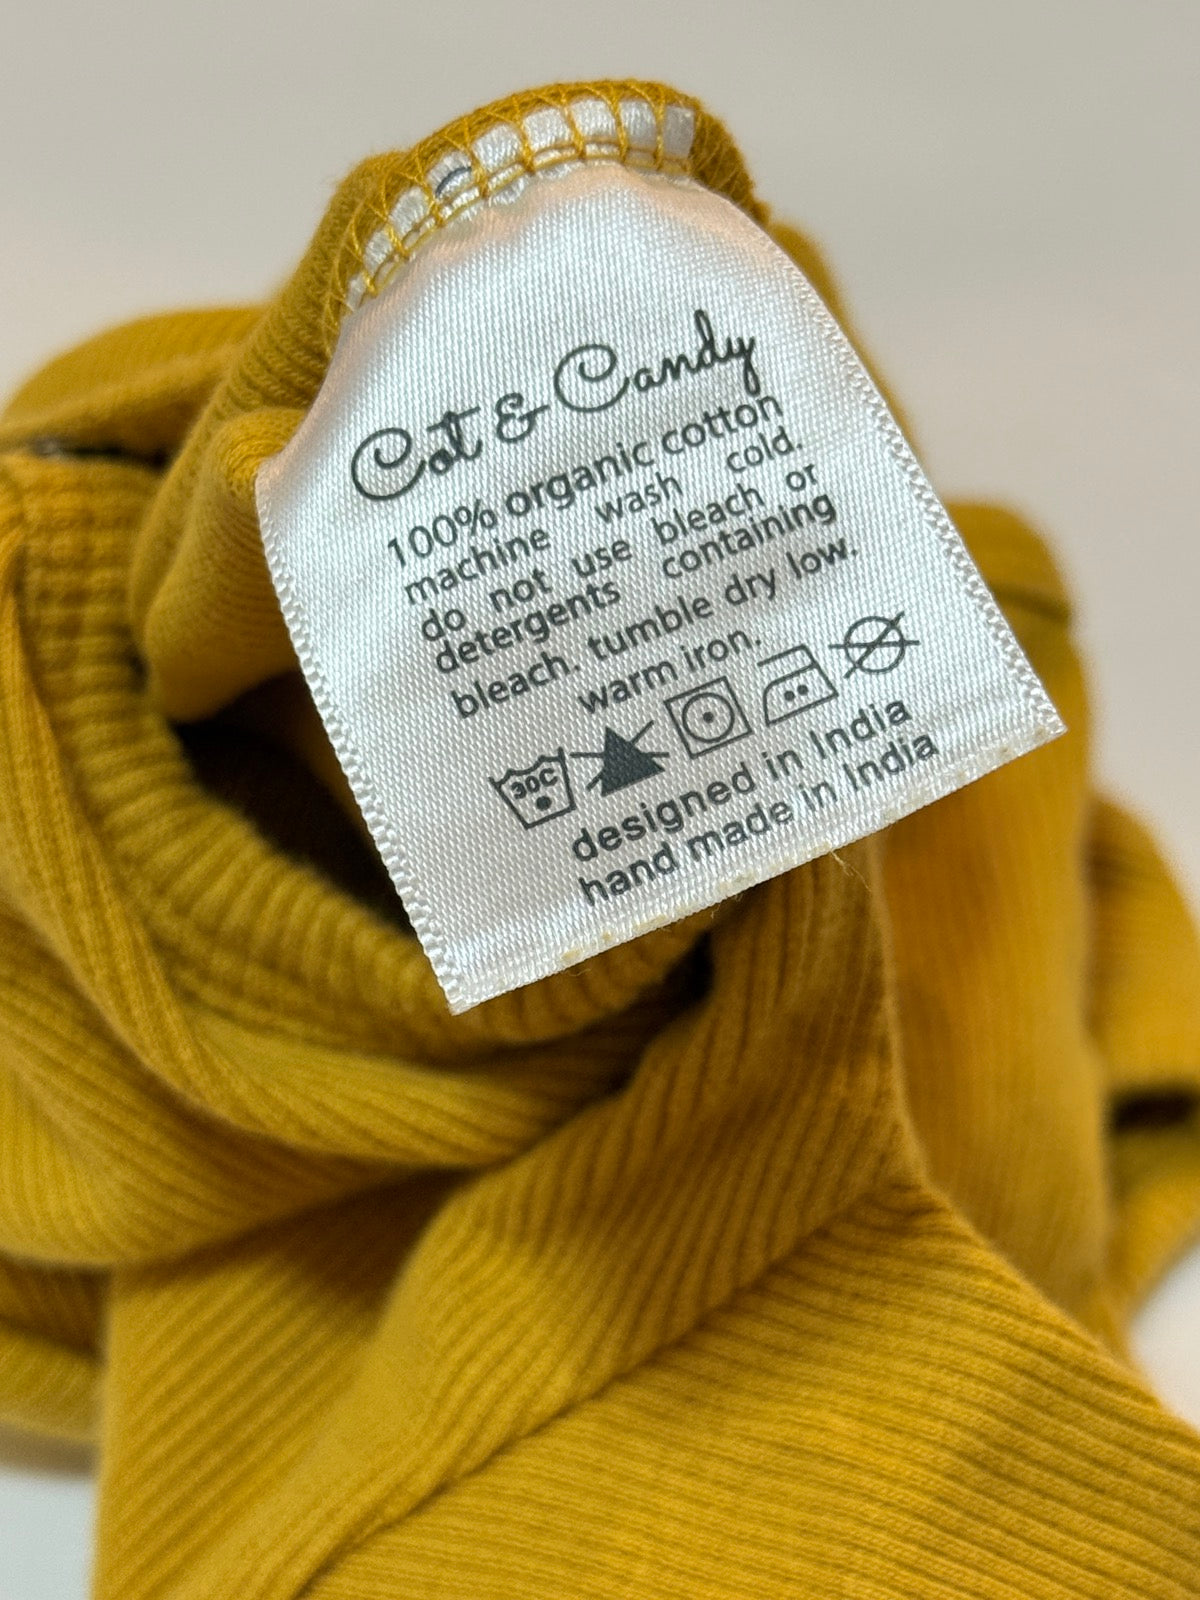 Cot & Candy
100% organic cotton
machine wash cold.
do not use bleach or
detergents containing
bleach. tumble dry low.
warm iron.
30C
designed in India
hand made in India